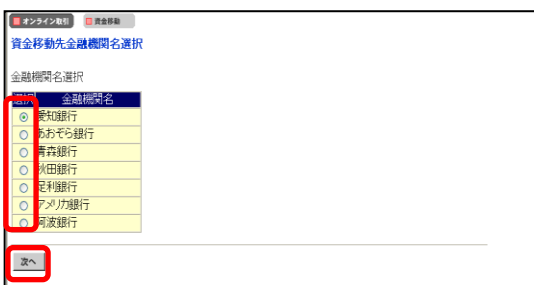 オンライン取引 資金移動
資金移動先金融機関名選択
金融機関名選択
選択 金融機関名
愛知銀行
あおぞら銀行
青森銀行
秋田銀行
足利銀行
アメリカ銀行
阿波銀行
次へ